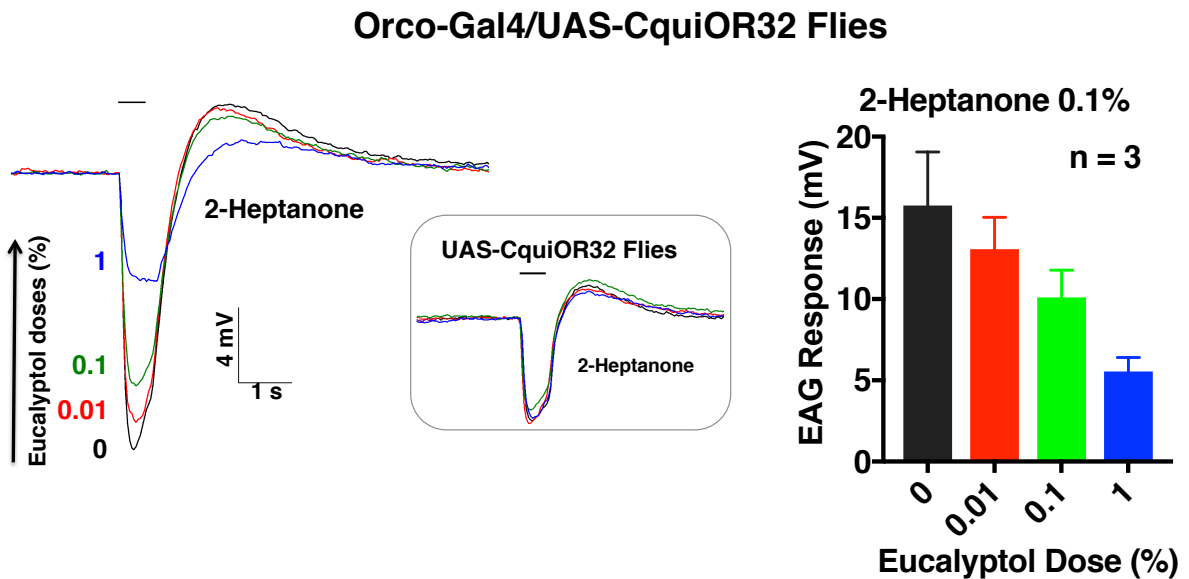 Orco-Gal4/UAS-CquiOR32 Flies
2-Heptanone
Eucalyptol doses (%)
1
0.1
0.01
0
4 mV
1 s
UAS-CquiOR32 Flies
2-Heptanone
2-Heptanone 0.1%
n = 3
EAG Response (mV)
20
15
10
5
0
0
0.01
0.1
1
Eucalyptol Dose (%)